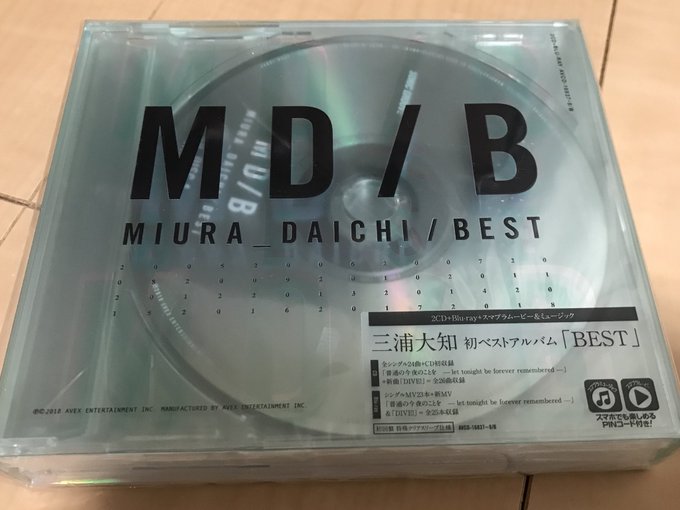 MD/B
MIURA_DAICHI/BEST
2CD+Blu-ray+スマプラムービー&ミュージック
三浦大知 初ベストアルバム「BEST」
CD
全シングル24曲+CD初収録
「普通の今夜のことを ― let tonight be forever remembered ―」
+新曲「DIVE!」= 全26曲収録
シングルMV23本+新MV
「普通の今夜のことを ― let tonight be forever remembered ―」
&「DIVE!」= 全25本収録
初回盤 特殊クリアスリーブ仕様
AVCD-16837~8/B
スマホでも楽しめる
PINコード付き!
℗©2018 AVEX ENTERTAINMENT INC. MANUFACTURED BY AVEX ENTERTAINMENT INC.